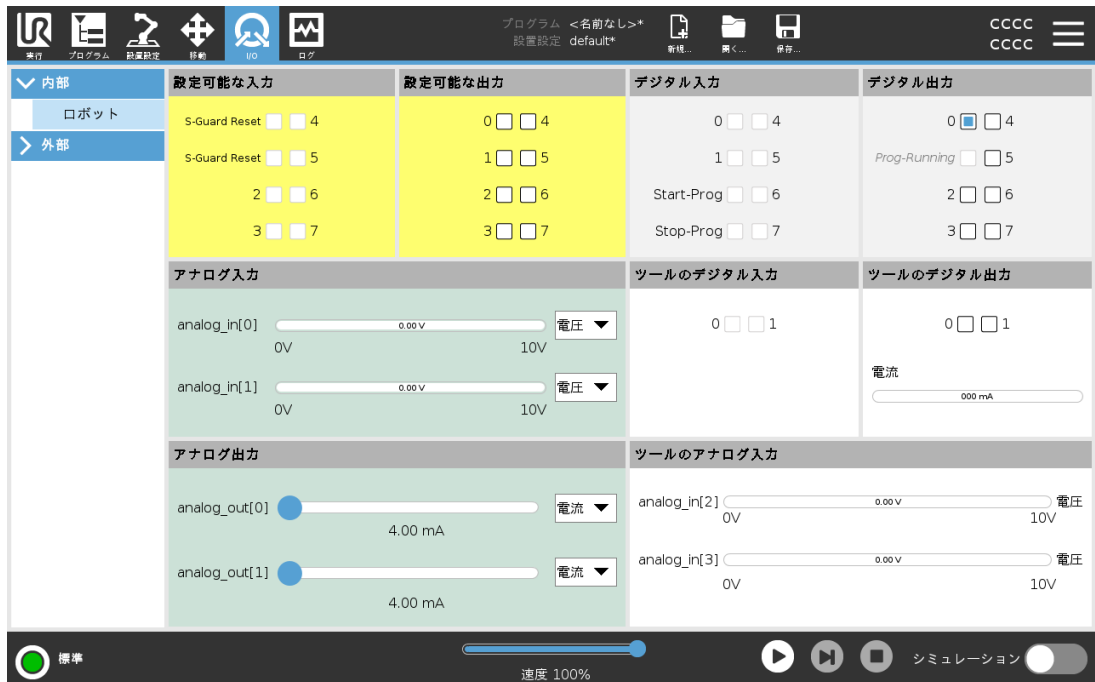 UR
実行 プログラム 設置設定 移動 I/O ログ
プログラム <名前なし>*
設置設定 default*
新規... 開く... 保存...
CCCC
CCCC
内部
ロボット
外部
設定可能な入力
S-Guard Reset 4
S-Guard Reset 5
2 6
3 7
設定可能な出力
0 4
1 5
2 6
3 7
デジタル入力
0 4
1 5
Start-Prog 6
Stop-Prog 7
デジタル出力
0 4
Prog-Running 5
2 6
3 7
アナログ入力
analog_in[0] 0.00 V 電圧
0V 10V
analog_in[1] 0.00 V 電圧
0V 10V
ツールのデジタル入力
0 1
ツールのデジタル出力
0 1
電流
000 mA
アナログ出力
analog_out[0] 電流
4.00 mA
analog_out[1] 電流
4.00 mA
ツールのアナログ入力
analog_in[2] 0.00 V 電圧
0V 10V
analog_in[3] 0.00 V 電圧
0V 10V
標準
速度 100%
シミュレーション